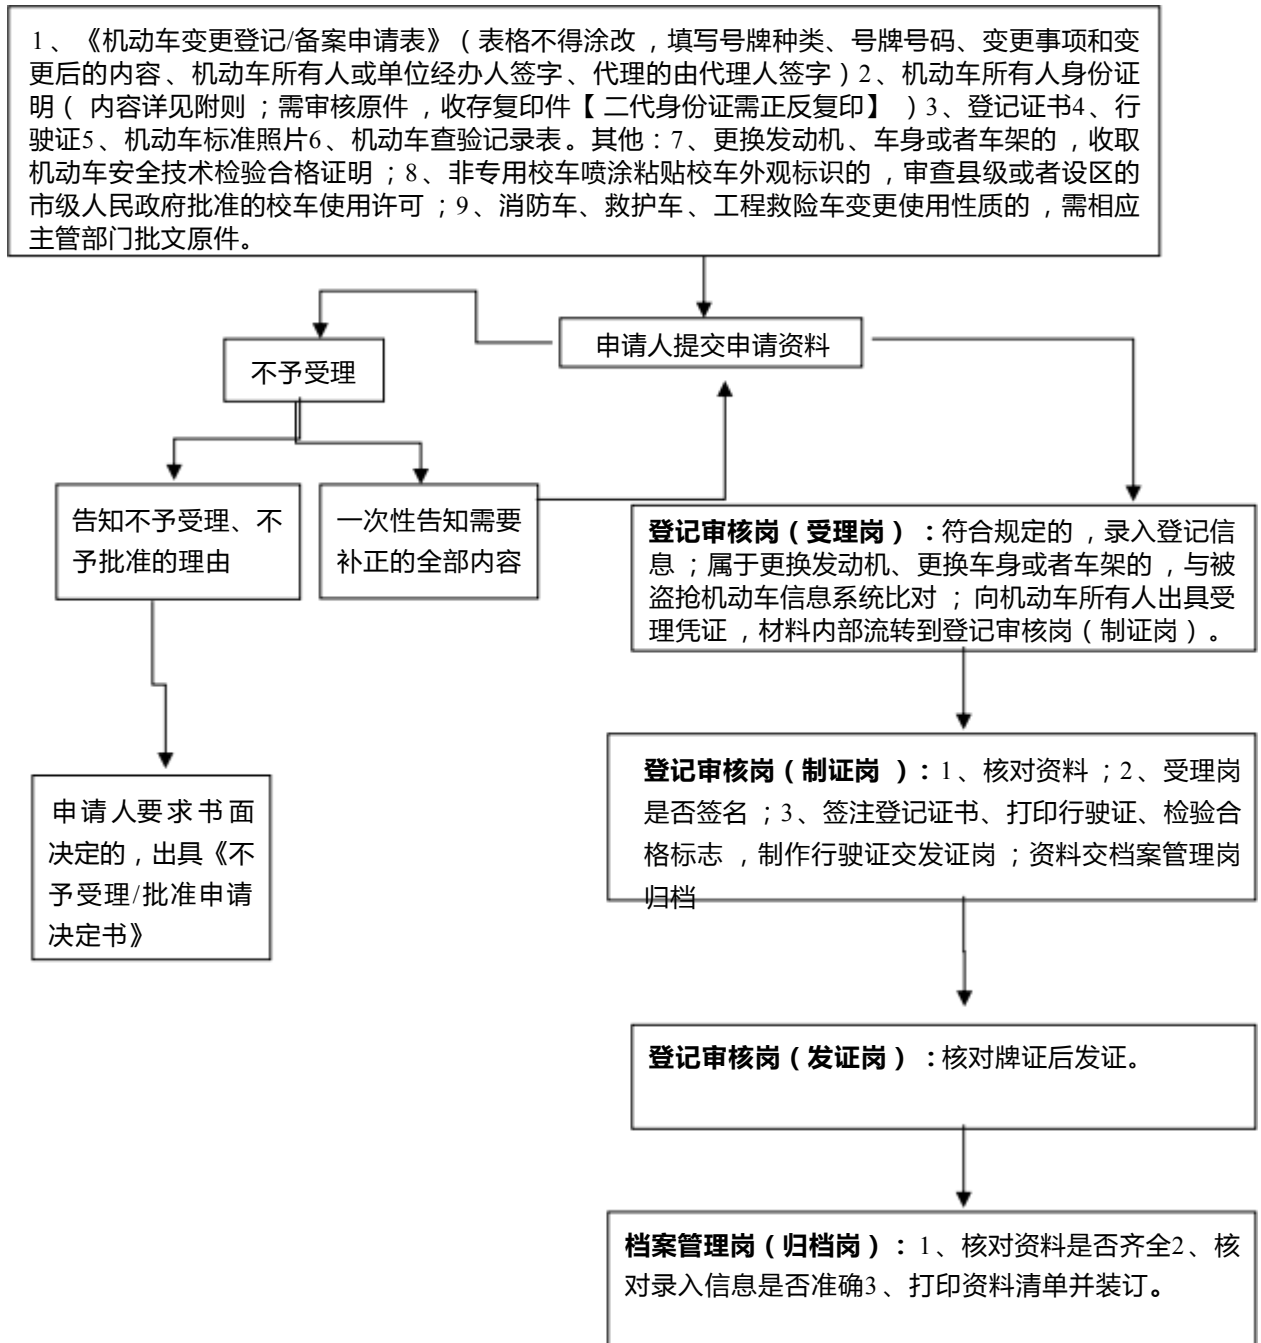 1、《机动车变更登记/备案申请表》(表格不得涂改，填写号牌种类、号牌号码、变更事项和变
更后的内容、机动车所有人或单位经办人签字、代理的由代理人签字)2、机动车所有人身份证
明( 内容详见附则；需审核原件，收存复印件【二代身份证需正反复印】 )3、登记证书4、行
驶证5、机动车标准照片6、机动车查验记录表。其他：7、更换发动机、车身或者车架的，收取
机动车安全技术检验合格证明；8、非专用校车喷涂粘贴校车外观标识的，审查县级或者设区的
市级人民政府批准的校车使用许可；9、消防车、救护车、工程救险车变更使用性质的，需相应
主管部门批文原件。
申请人提交申请资料
不予受理
告知不予受理、不
予批准的理由
一次性告知需要
补正的全部内容
登记审核岗(受理岗)：符合规定的，录入登记信
息；属于更换发动机、更换车身或者车架的，与被
盗抢机动车信息系统比对；向机动车所有人出具受
理凭证，材料内部流转到登记审核岗(制证岗)。
申请人要求书面
决定的，出具《不
予受理/批准申请
决定书》
登记审核岗(制证岗 )：1、核对资料；2、受理岗
是否签名；3、签注登记证书、打印行驶证、检验合
格标志，制作行驶证交发证岗；资料交档案管理岗
归档
登记审核岗(发证岗)：核对牌证后发证。
档案管理岗(归档岗)：1、核对资料是否齐全2、核
对录入信息是否准确3、打印资料清单并装订。